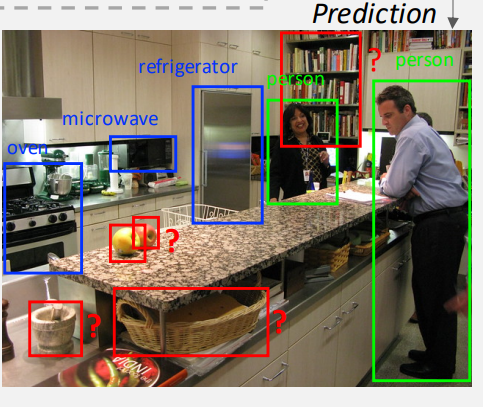 Prediction
refrigerator
person
?
person
microwave
oven
?
?
?